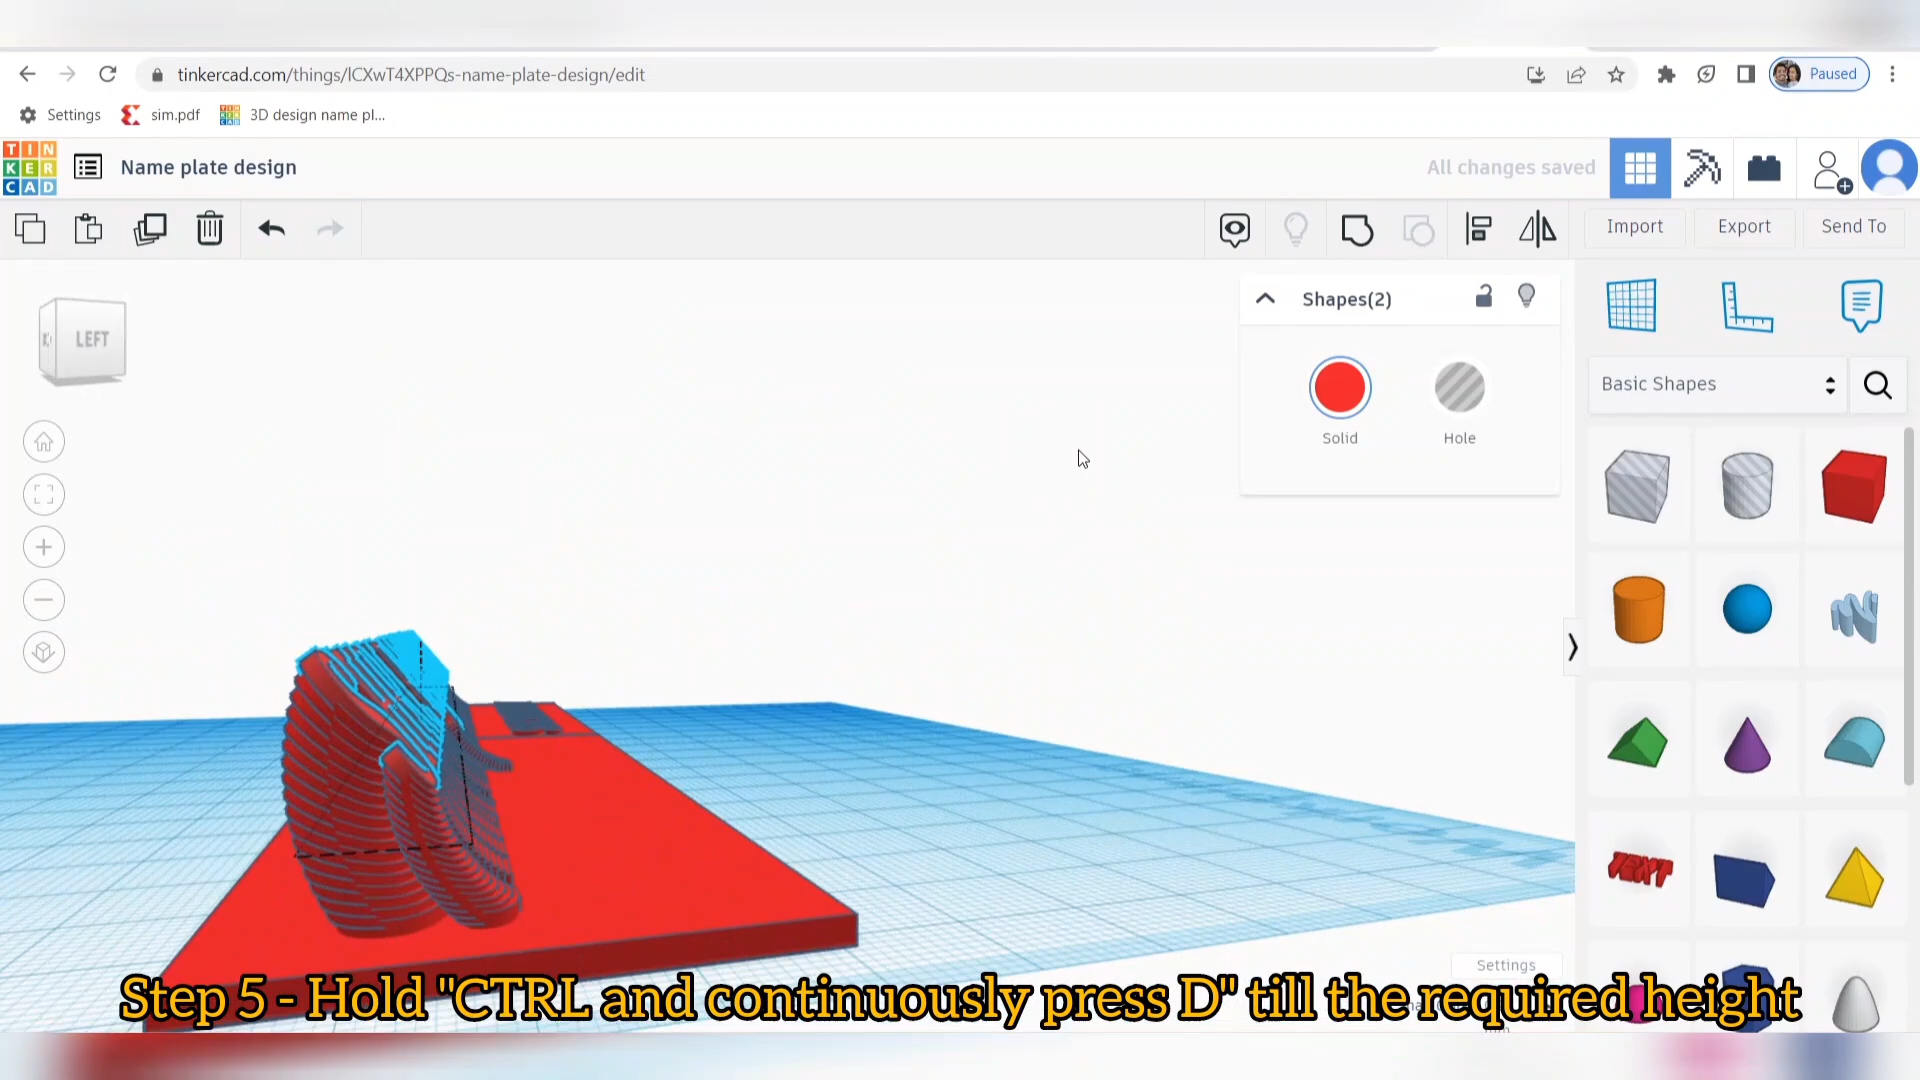 tinkercad.com/things/lCXwT4XPPQs-name-plate-design/edit
Paused
Settings
sim.pdf
3D design name pl...
TIN
KER
CAD
Name plate design
All changes saved
Import
Export
Send To
LEFT
Shapes(2)
Solid
Hole
Basic Shapes
TEXT
Settings
Step 5 - Hold "CTRL and continuously press D" till the required height